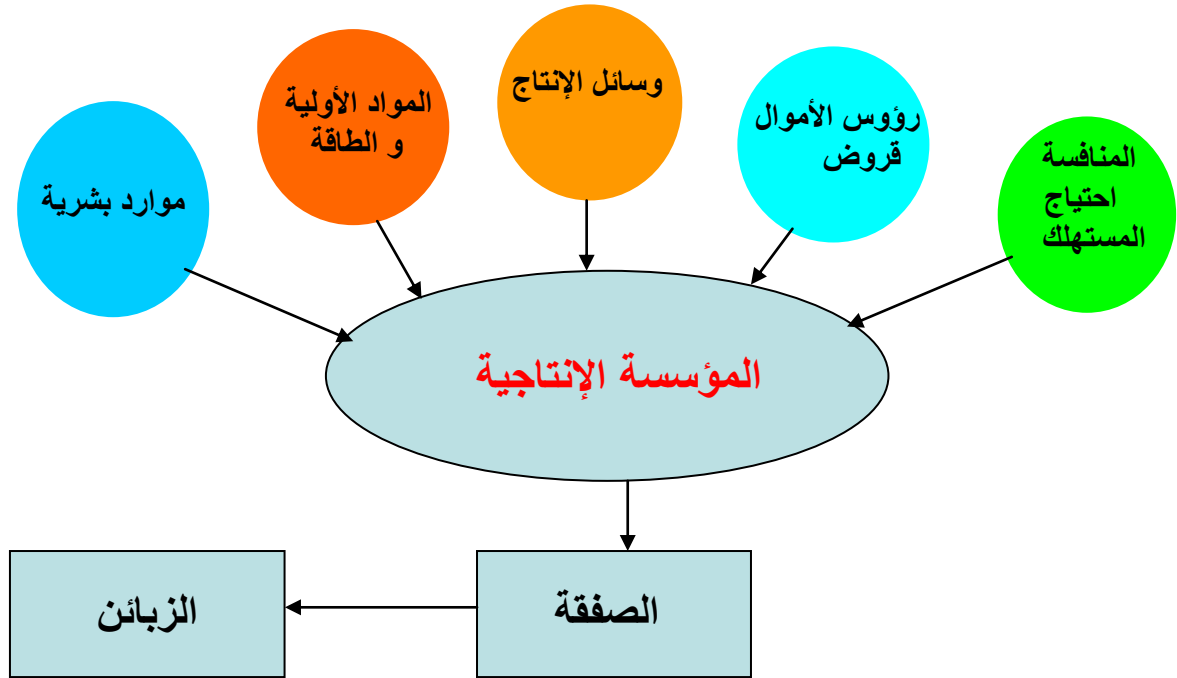 المنافسة
احتياج
المستهلك
رؤوس الأموال
قروض
وسائل الإنتاج
المواد الأولية
و الطاقة
موارد بشرية
المؤسسة الإنتاجية
الصفقة
الزبائن